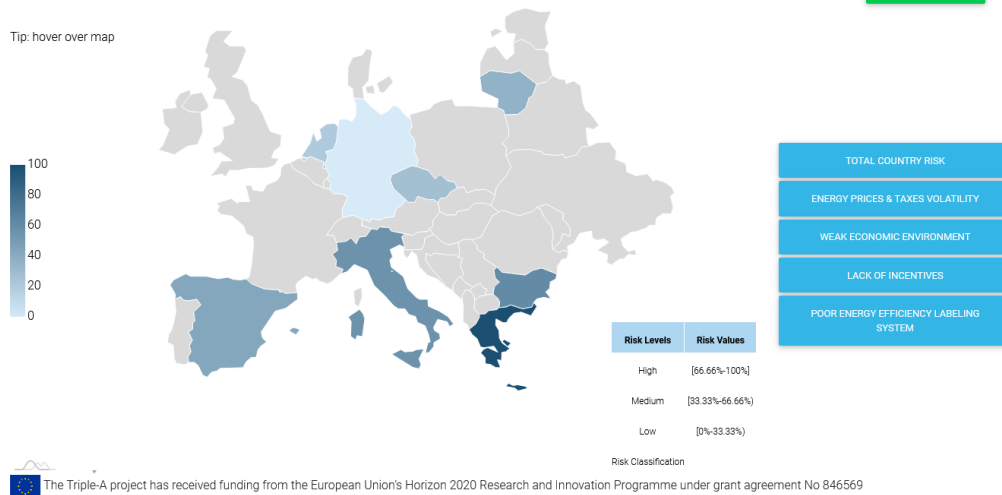 Tip: hover over map
100
80
60
40
20
0
TOTAL COUNTRY RISK
ENERGY PRICES & TAXES VOLATILITY
WEAK ECONOMIC ENVIRONMENT
LACK OF INCENTIVES
POOR ENERGY EFFICIENCY LABELING
SYSTEM
Risk Levels Risk Values
High [66.66%-100%]
Medium [33.33%-66.66%)
Low [0%-33.33%)
Risk Classification
The Triple-A project has received funding from the European Union's Horizon 2020 Research and Innovation Programme under grant agreement No 846569